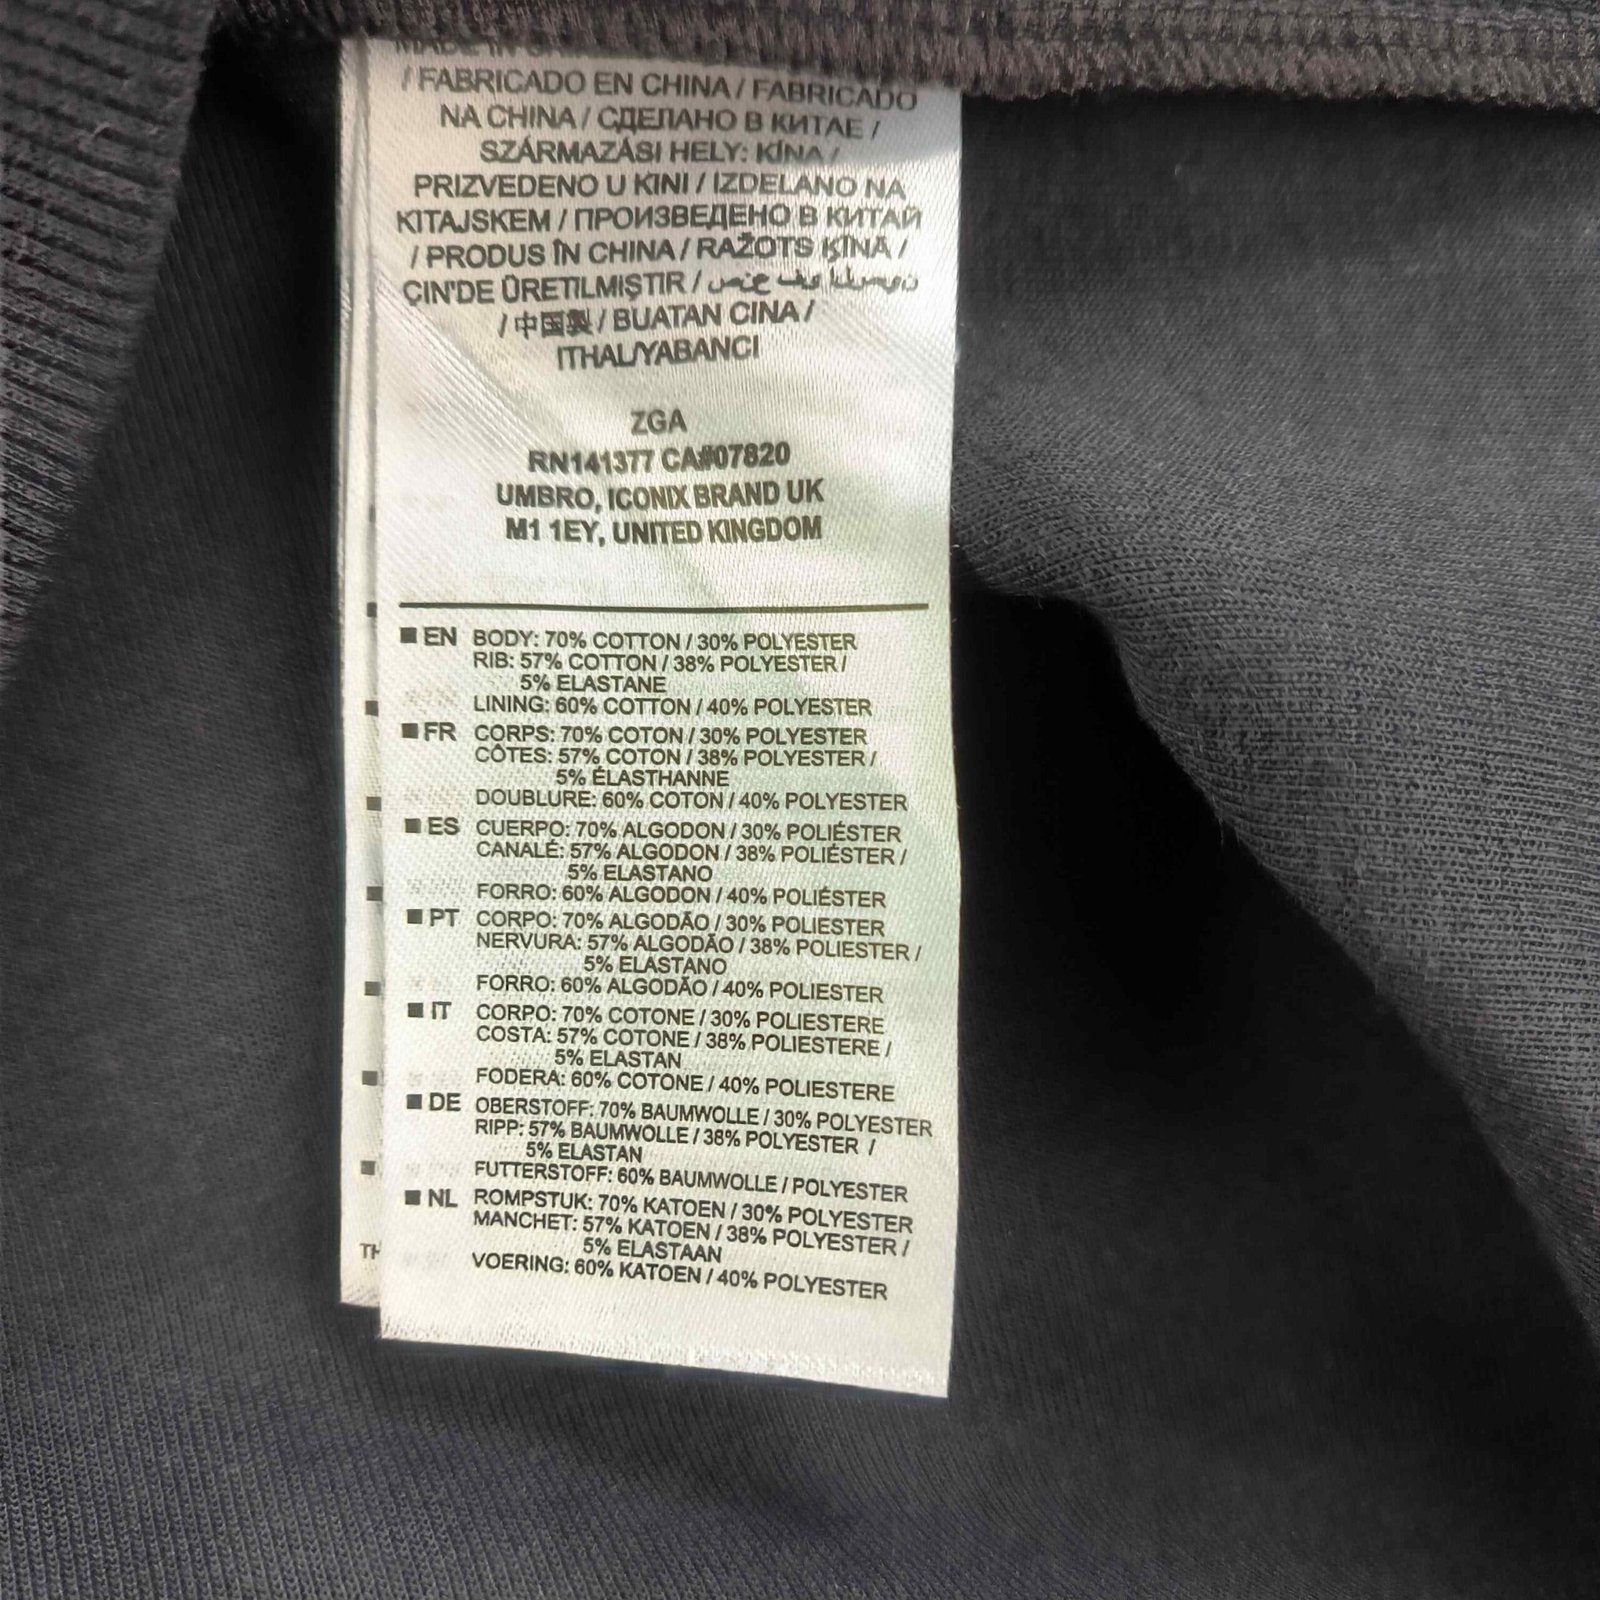 MADE IN
/ FABRICADO EN CHINA / FABRICADO
NA CHINA / СДЕЛАНО В КИТАЕ /
SZÁRMAZÁSI HELY: KÍNA /
PRIZVEDENO U KINI / IZDELANO NA
KITAJSKEM / ПРОИЗВЕДЕНО В КИТАЙ
/ PRODUS ÎN CHINA / RAŽOTS ĶĪNĀ /
ÇIN'DE ÜRETILMIŞTIR / صنع في الصين
/ 中国製 / BUATAN CINA /
ITHAL/YABANCI
ZGA
RN141377 CA#07820
UMBRO, ICONIX BRAND UK
M1 1EY, UNITED KINGDOM
■ EN BODY: 70% COTTON / 30% POLYESTER
RIB: 57% COTTON / 38% POLYESTER /
5% ELASTANE
LINING: 60% COTTON / 40% POLYESTER
■ FR CORPS: 70% COTON / 30% POLYESTER
CÔTES: 57% COTON / 38% POLYESTER /
5% ÉLASTHANNE
DOUBLURE: 60% COTON / 40% POLYESTER
■ ES CUERPO: 70% ALGODON / 30% POLIÉSTER
CANALÉ: 57% ALGODON / 38% POLIÉSTER /
5% ELASTANO
FORRO: 60% ALGODON / 40% POLIÉSTER
■ PT CORPO: 70% ALGODÃO / 30% POLIESTER
NERVURA: 57% ALGODÃO / 38% POLIESTER /
5% ELASTANO
FORRO: 60% ALGODÃO / 40% POLIESTER
■ IT CORPO: 70% COTONE / 30% POLIESTERE
COSTA: 57% COTONE / 38% POLIESTERE /
5% ELASTAN
FODERA: 60% COTONE / 40% POLIESTERE
■ DE OBERSTOFF: 70% BAUMWOLLE / 30% POLYESTER
RIPP: 57% BAUMWOLLE / 38% POLYESTER /
5% ELASTAN
FUTTERSTOFF: 60% BAUMWOLLE / POLYESTER
■ NL ROMPSTUK: 70% KATOEN / 30% POLYESTER
MANCHET: 57% KATOEN / 38% POLYESTER /
5% ELASTAAN
VOERING: 60% KATOEN / 40% POLYESTER
TH